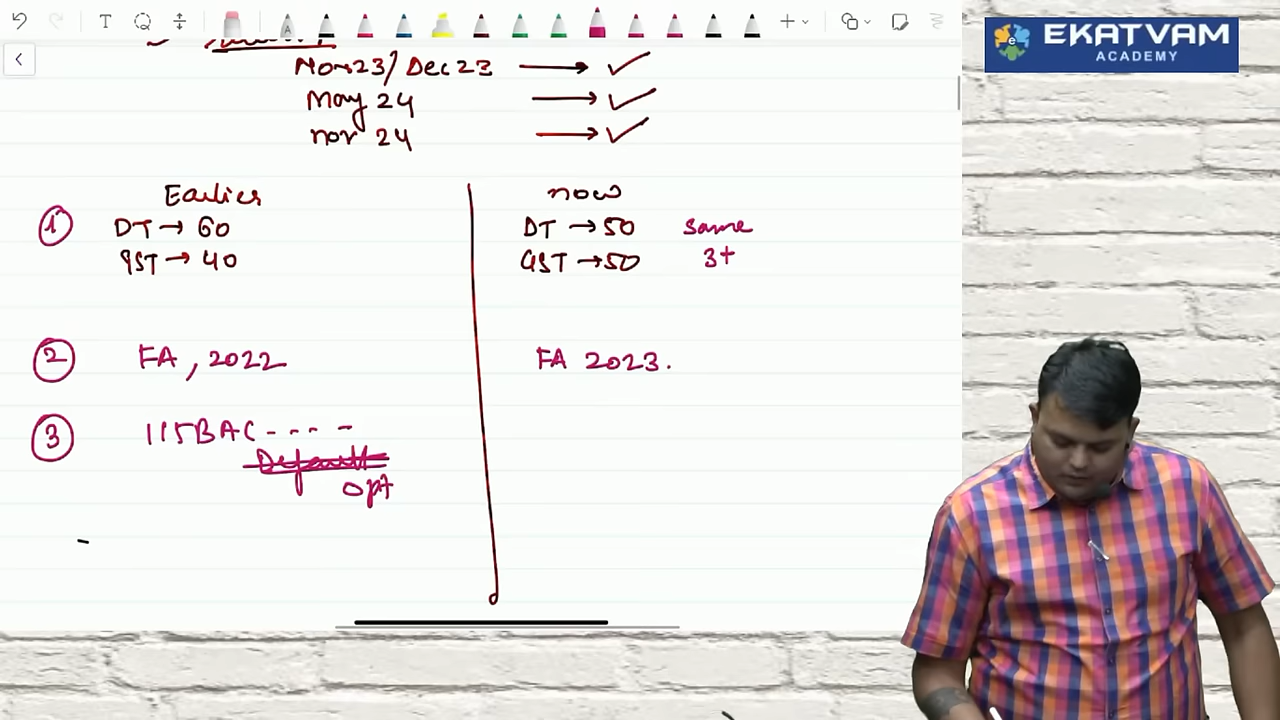 EKATVAM
ACADEMY
Nov23/Dec23 → ✓
May 24 → ✓
nov 24 → ✓
Earlier now
① DT → 60 DT → 50 same
GST → 40 GST → 50 3+
② FA, 2022 FA 2023.
③ 115BAC - - - -
Default
opt